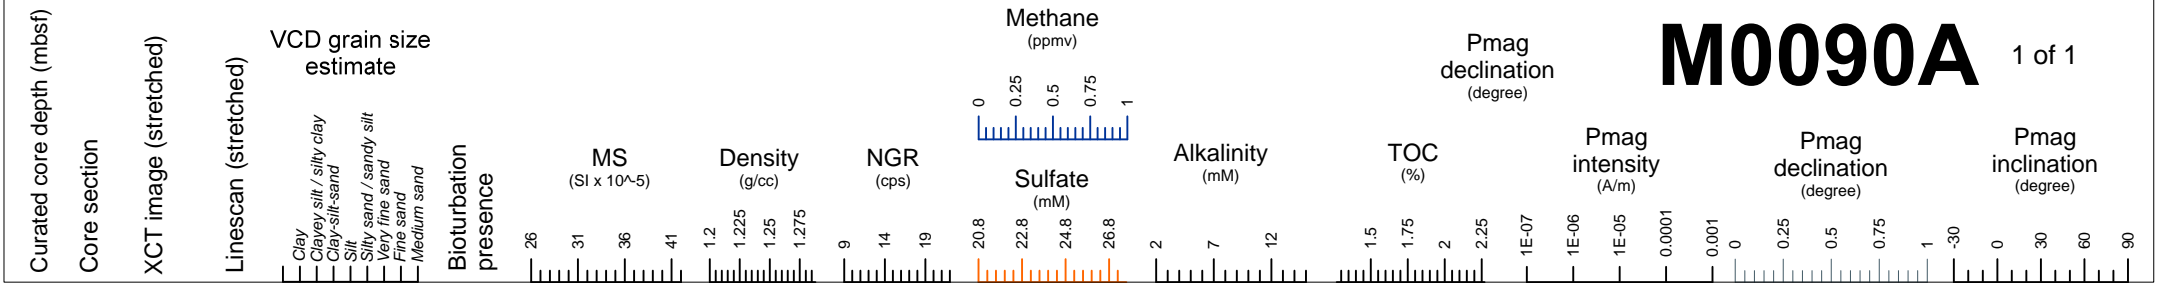 Curated core depth (mbsf)
Core section
XCT image (stretched)
Linescan (stretched)
VCD grain size
estimate
Clay
Clayey silt / silty clay
Clay-silt-sand
Silt
Silty sand / sandy silt
Very fine sand
Fine sand
Medium sand
Bioturbation
presence
MS
(SI x 10^-5)
26 31 36 41
Density
(g/cc)
1.2 1.225 1.25 1.275
NGR
(cps)
9 14 19
Methane
(ppmv)
0 0.25 0.5 0.75 1
Sulfate
(mM)
20.8 22.8 24.8 26.8
Alkalinity
(mM)
2 7 12
TOC
(%)
1.5 1.75 2 2.25
Pmag
declination
(degree)
Pmag
intensity
(A/m)
1E-07 1E-06 1E-05 0.0001 0.001
M0090A 1 of 1
Pmag
declination
(degree)
0 0.25 0.5 0.75 1
Pmag
inclination
(degree)
-30 0 30 60 90